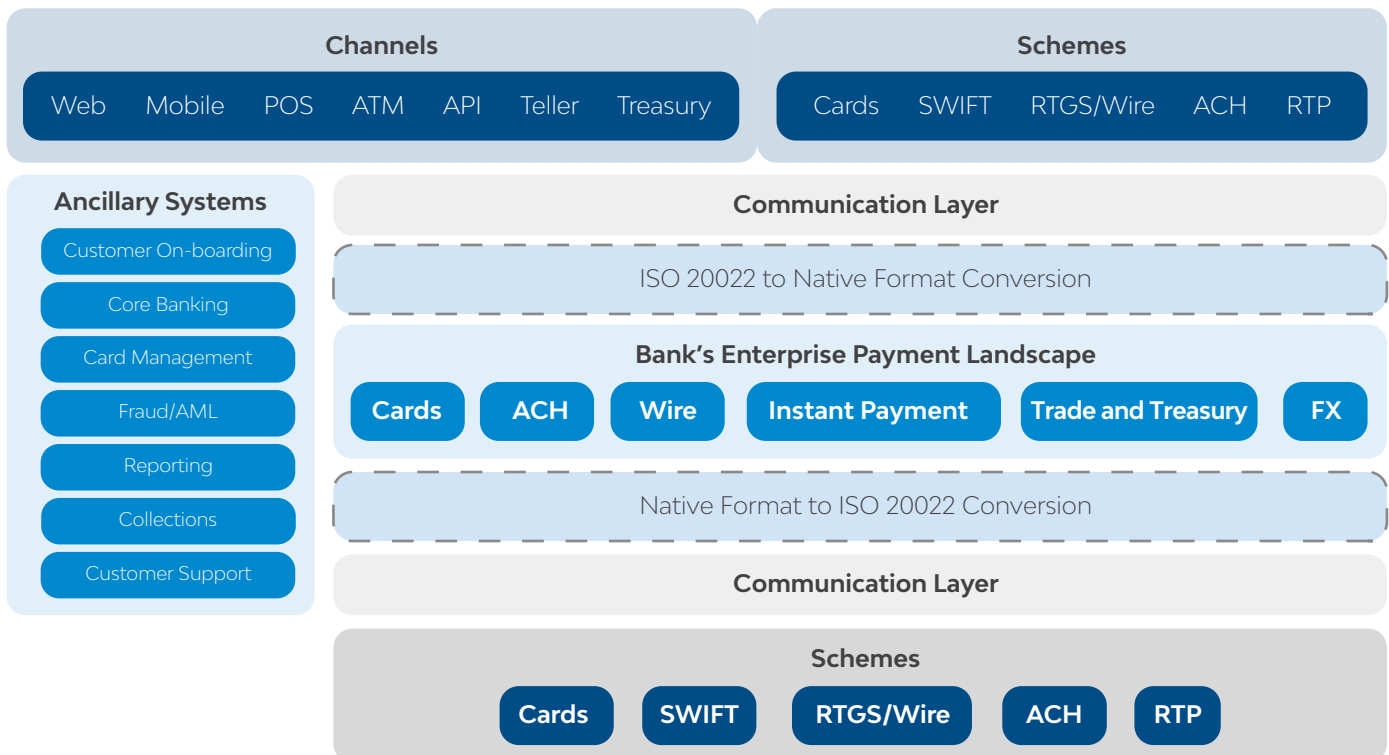 Channels
Web Mobile POS ATM API Teller Treasury
Schemes
Cards SWIFT RTGS/Wire ACH RTP
Ancillary Systems
Customer On-boarding
Core Banking
Card Management
Fraud/AML
Reporting
Collections
Customer Support
Communication Layer
ISO 20022 to Native Format Conversion
Bank's Enterprise Payment Landscape
Cards ACH Wire Instant Payment Trade and Treasury FX
Native Format to ISO 20022 Conversion
Communication Layer
Schemes
Cards SWIFT RTGS/Wire ACH RTP